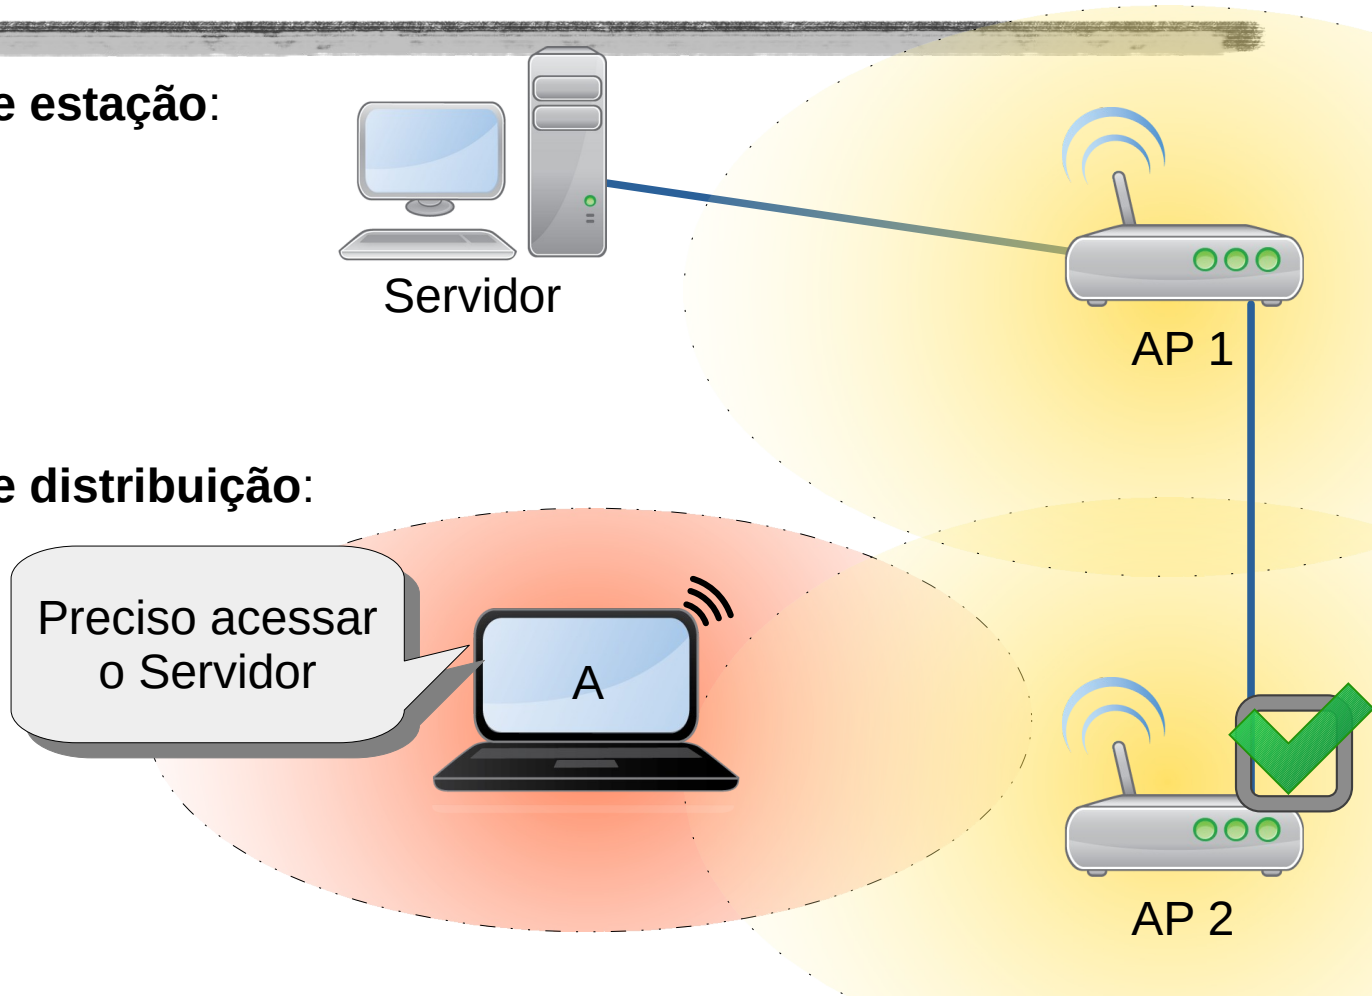 e estação:
Servidor
AP 1
e distribuição:
Preciso acessar
o Servidor
A
AP 2